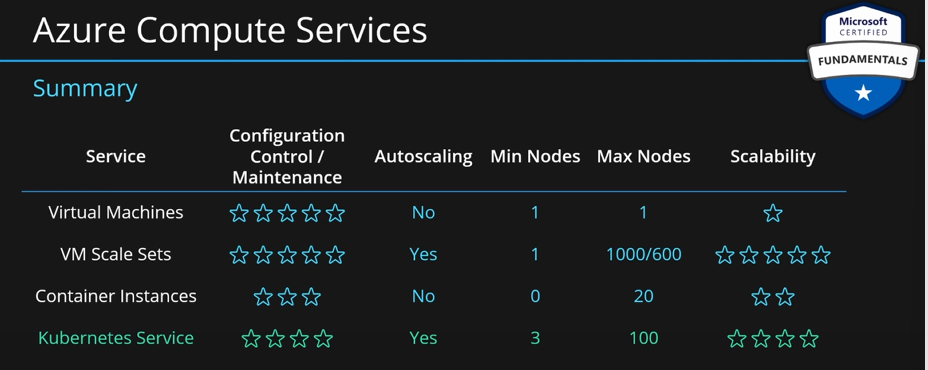 Azure Compute Services
Microsoft
CERTIFIED
FUNDAMENTALS
Summary
Service Configuration Control / Maintenance Autoscaling Min Nodes Max Nodes Scalability
Virtual Machines ☆☆☆☆☆ No 1 1 ☆
VM Scale Sets ☆☆☆☆☆ Yes 1 1000/600 ☆☆☆☆☆
Container Instances ☆☆☆ No 0 20 ☆☆
Kubernetes Service ☆☆☆☆ Yes 3 100 ☆☆☆☆